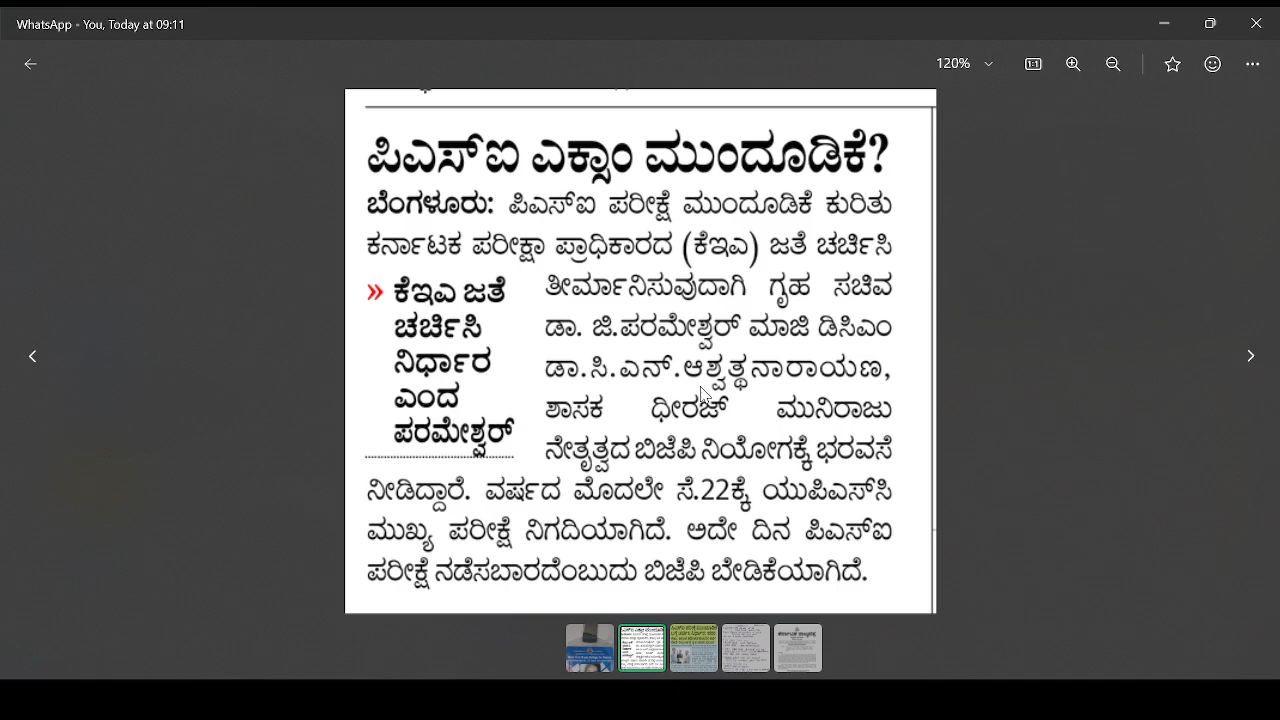 WhatsApp - You, Today at 09:11
120%
ಪಿಎಸ್‌ಐ ಎಕ್ಸಾಂ ಮುಂದೂಡಿಕೆ?
ಬೆಂಗಳೂರು: ಪಿಎಸ್‌ಐ ಪರೀಕ್ಷೆ ಮುಂದೂಡಿಕೆ ಕುರಿತು
ಕರ್ನಾಟಕ ಪರೀಕ್ಷಾ ಪ್ರಾಧಿಕಾರದ (ಕೆಇಎ) ಜತೆ ಚರ್ಚಿಸಿ
» ಕೆಇಎ ಜತೆ
ಚರ್ಚಿಸಿ
ನಿರ್ಧಾರ
ಎಂದ
ಪರಮೇಶ್ವರ್
ತೀರ್ಮಾನಿಸುವುದಾಗಿ ಗೃಹ ಸಚಿವ
ಡಾ. ಜಿ.ಪರಮೇಶ್ವರ್ ಮಾಜಿ ಡಿಸಿಎಂ
ಡಾ.ಸಿ.ಎನ್.ಆಶ್ವತ್ಥನಾರಾಯಣ,
ಶಾಸಕ ಧೀರಜ್ ಮುನಿರಾಜು
ನೇತೃತ್ವದ ಬಿಜೆಪಿ ನಿಯೋಗಕ್ಕೆ ಭರವಸೆ
ನೀಡಿದ್ದಾರೆ. ವರ್ಷದ ಮೊದಲೇ ಸೆ.22ಕ್ಕೆ ಯುಪಿಎಸ್‌ಸಿ
ಮುಖ್ಯ ಪರೀಕ್ಷೆ ನಿಗದಿಯಾಗಿದೆ. ಅದೇ ದಿನ ಪಿಎಸ್‌ಐ
ಪರೀಕ್ಷೆ ನಡೆಸಬಾರದೆಂಬುದು ಬಿಜೆಪಿ ಬೇಡಿಕೆಯಾಗಿದೆ.